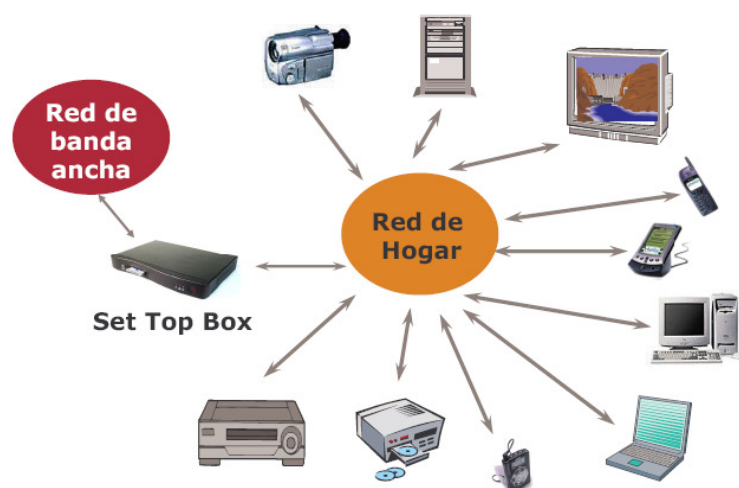 Red de
banda
ancha
Red de
Hogar
Set Top Box